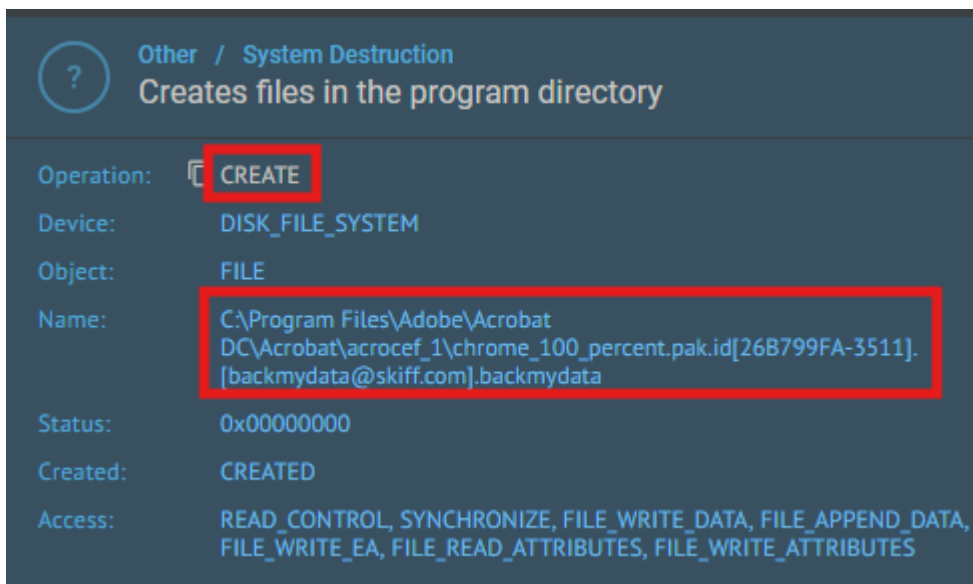 ?
Other / System Destruction
Creates files in the program directory
Operation: CREATE
Device: DISK_FILE_SYSTEM
Object: FILE
Name: C:\Program Files\Adobe\Acrobat
DC\Acrobat\acrocef_1\chrome_100_percent.pak.id[26B799FA-3511].
[backmydata@skiff.com].backmydata
Status: 0x00000000
Created: CREATED
Access: READ_CONTROL, SYNCHRONIZE, FILE_WRITE_DATA, FILE_APPEND_DATA,
FILE_WRITE_EA, FILE_READ_ATTRIBUTES, FILE_WRITE_ATTRIBUTES